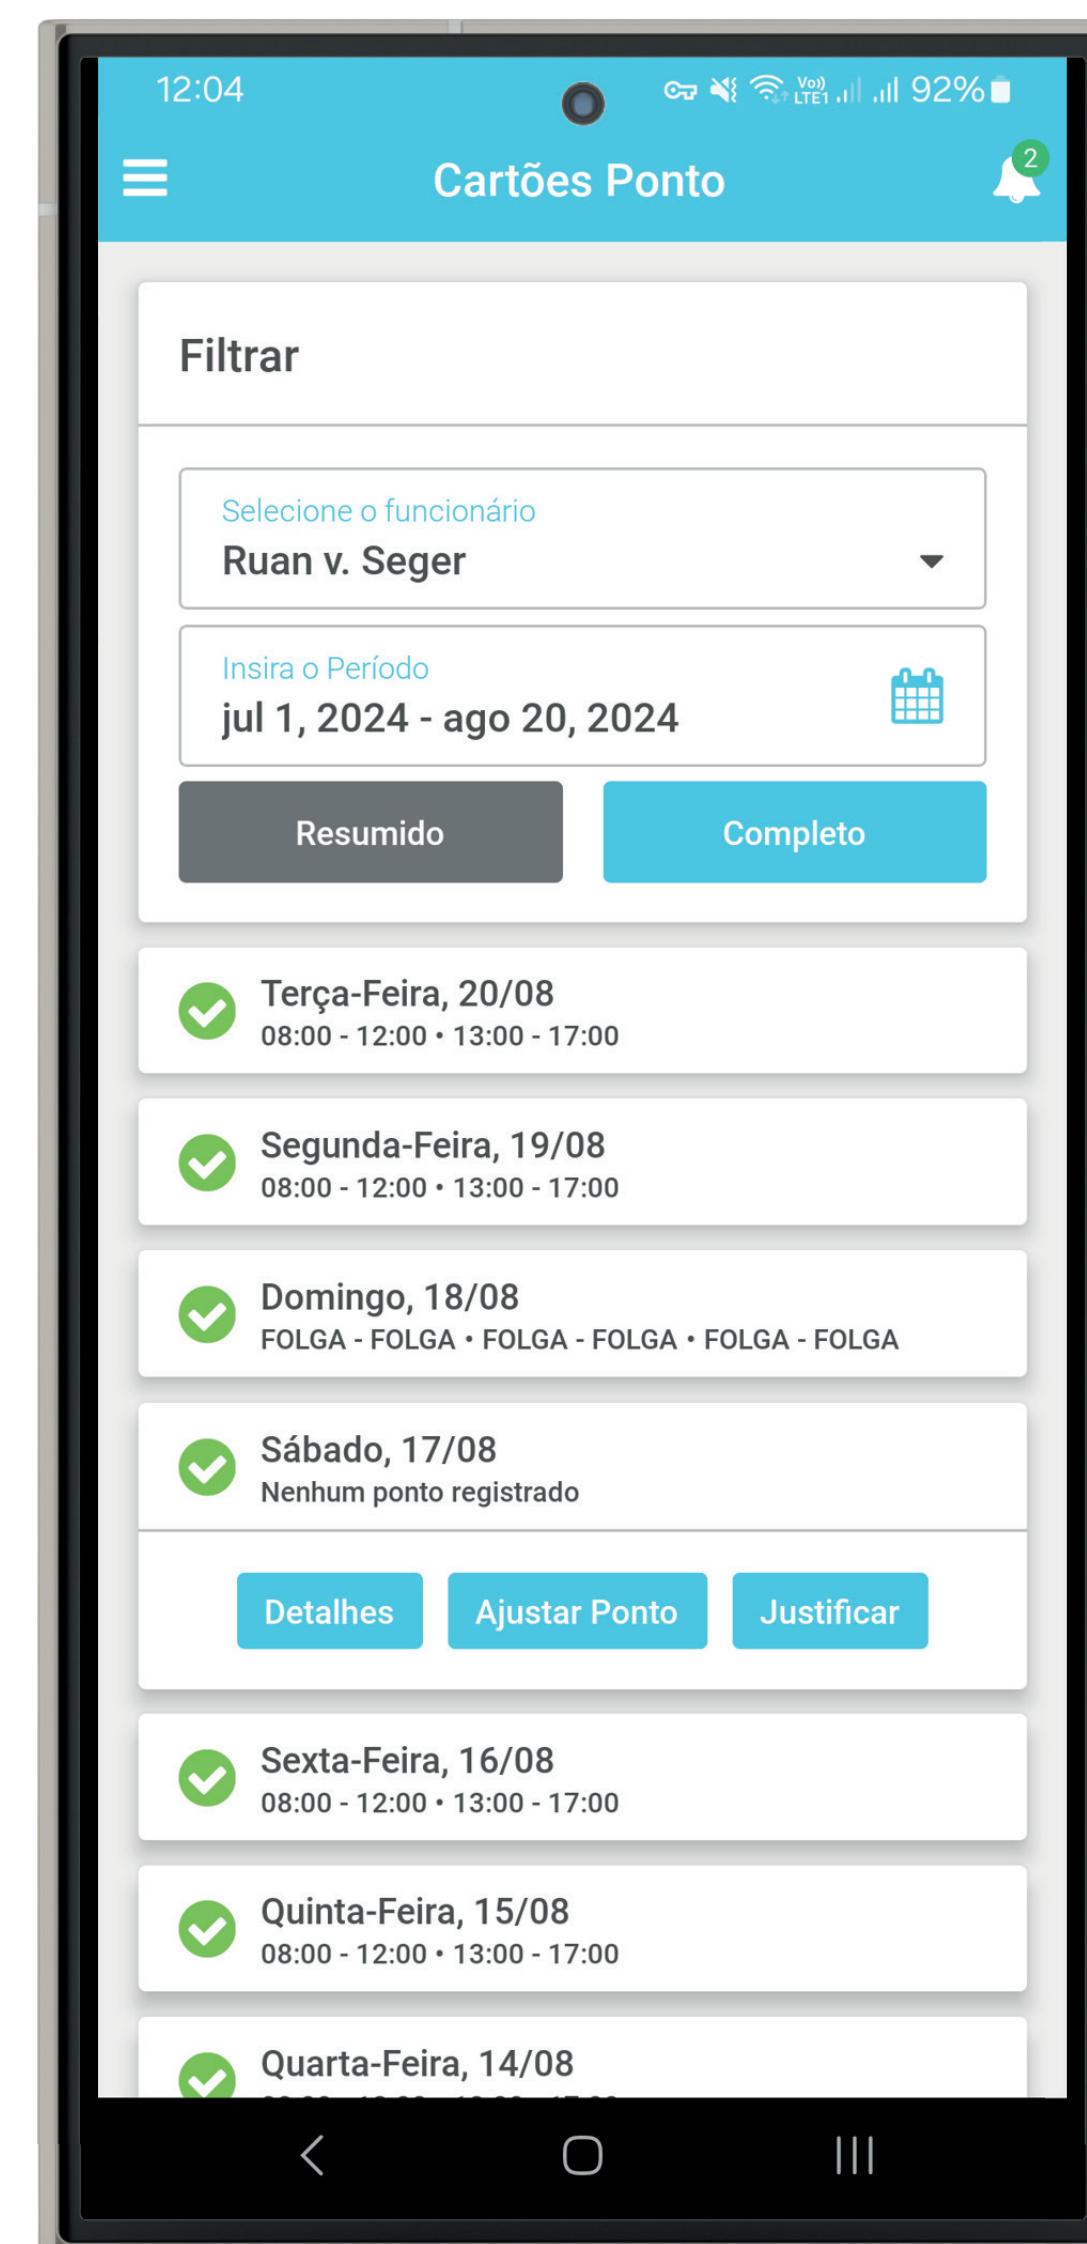 12:04
Vo))
LTE1
92%
Cartões Ponto
2
Filtrar
Selecione o funcionário
Ruan v. Seger
Insira o Período
jul 1, 2024 - ago 20, 2024
Resumido
Completo
Terça-Feira, 20/08
08:00 - 12:00 • 13:00 - 17:00
Segunda-Feira, 19/08
08:00 - 12:00 • 13:00 - 17:00
Domingo, 18/08
FOLGA - FOLGA • FOLGA - FOLGA • FOLGA - FOLGA
Sábado, 17/08
Nenhum ponto registrado
Detalhes
Ajustar Ponto
Justificar
Sexta-Feira, 16/08
08:00 - 12:00 • 13:00 - 17:00
Quinta-Feira, 15/08
08:00 - 12:00 • 13:00 - 17:00
Quarta-Feira, 14/08